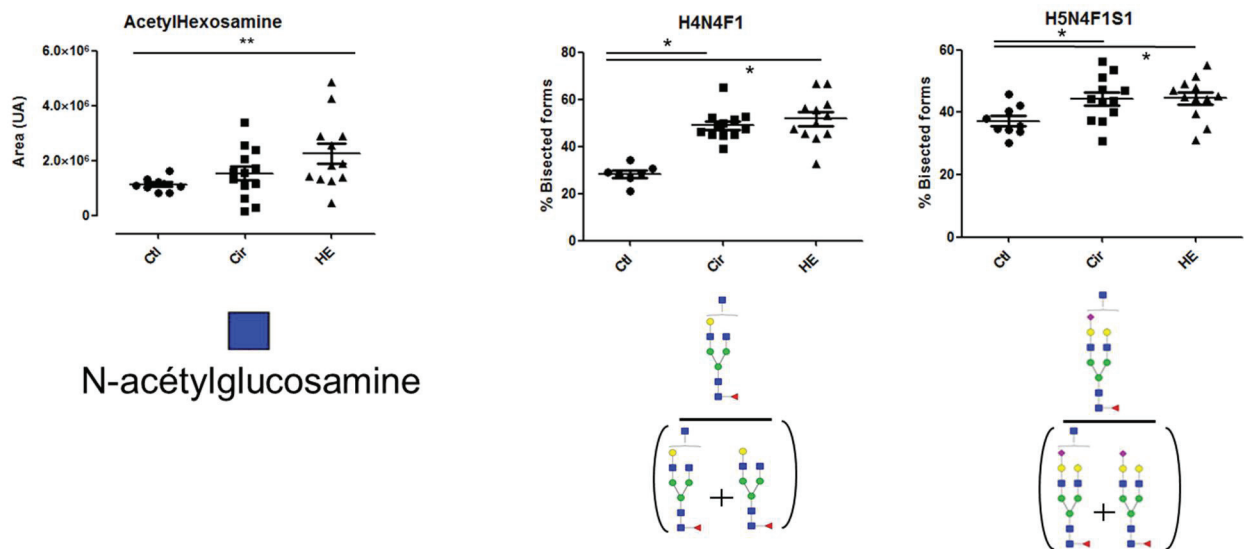 AcetylHexosamine
**
6.0×10⁶
4.0×10⁶
2.0×10⁶
0
Area (UA)
Ctl
Cir
HE
N-acétylglucosamine
H4N4F1
*
*
80
60
40
20
0
% Bisected forms
Ctl
Cir
HE
+
H5N4F1S1
*
*
60
40
20
0
% Bisected forms
Ctl
Cir
HE
+